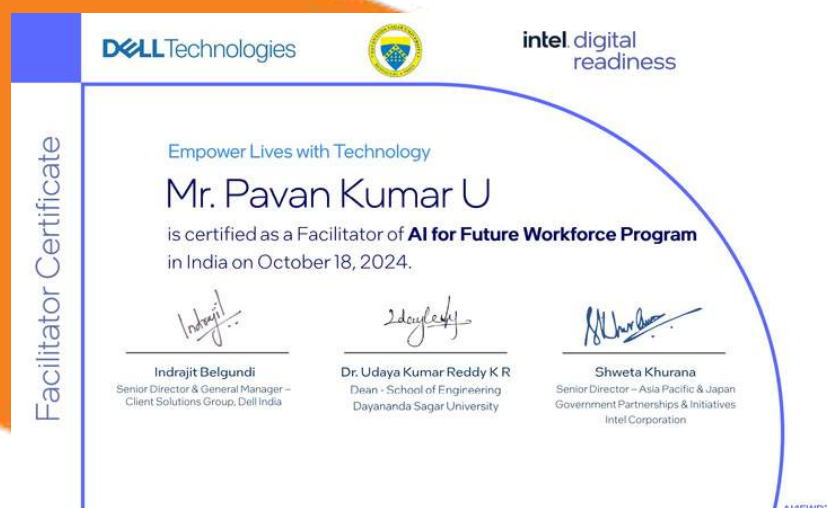 DELL Technologies
intel. digital
readiness
Facilitator Certificate
Empower Lives with Technology
Mr. Pavan Kumar U
is certified as a Facilitator of AI for Future Workforce Program
in India on October 18, 2024.
Indrajit
Indrajit Belgundi
Senior Director & General Manager –
Client Solutions Group, Dell India
Dr. Udaya Kumar Reddy K R
Dean - School of Engineering
Dayananda Sagar University
Shweta Khurana
Senior Director – Asia Pacific & Japan
Government Partnerships & Initiatives
Intel Corporation